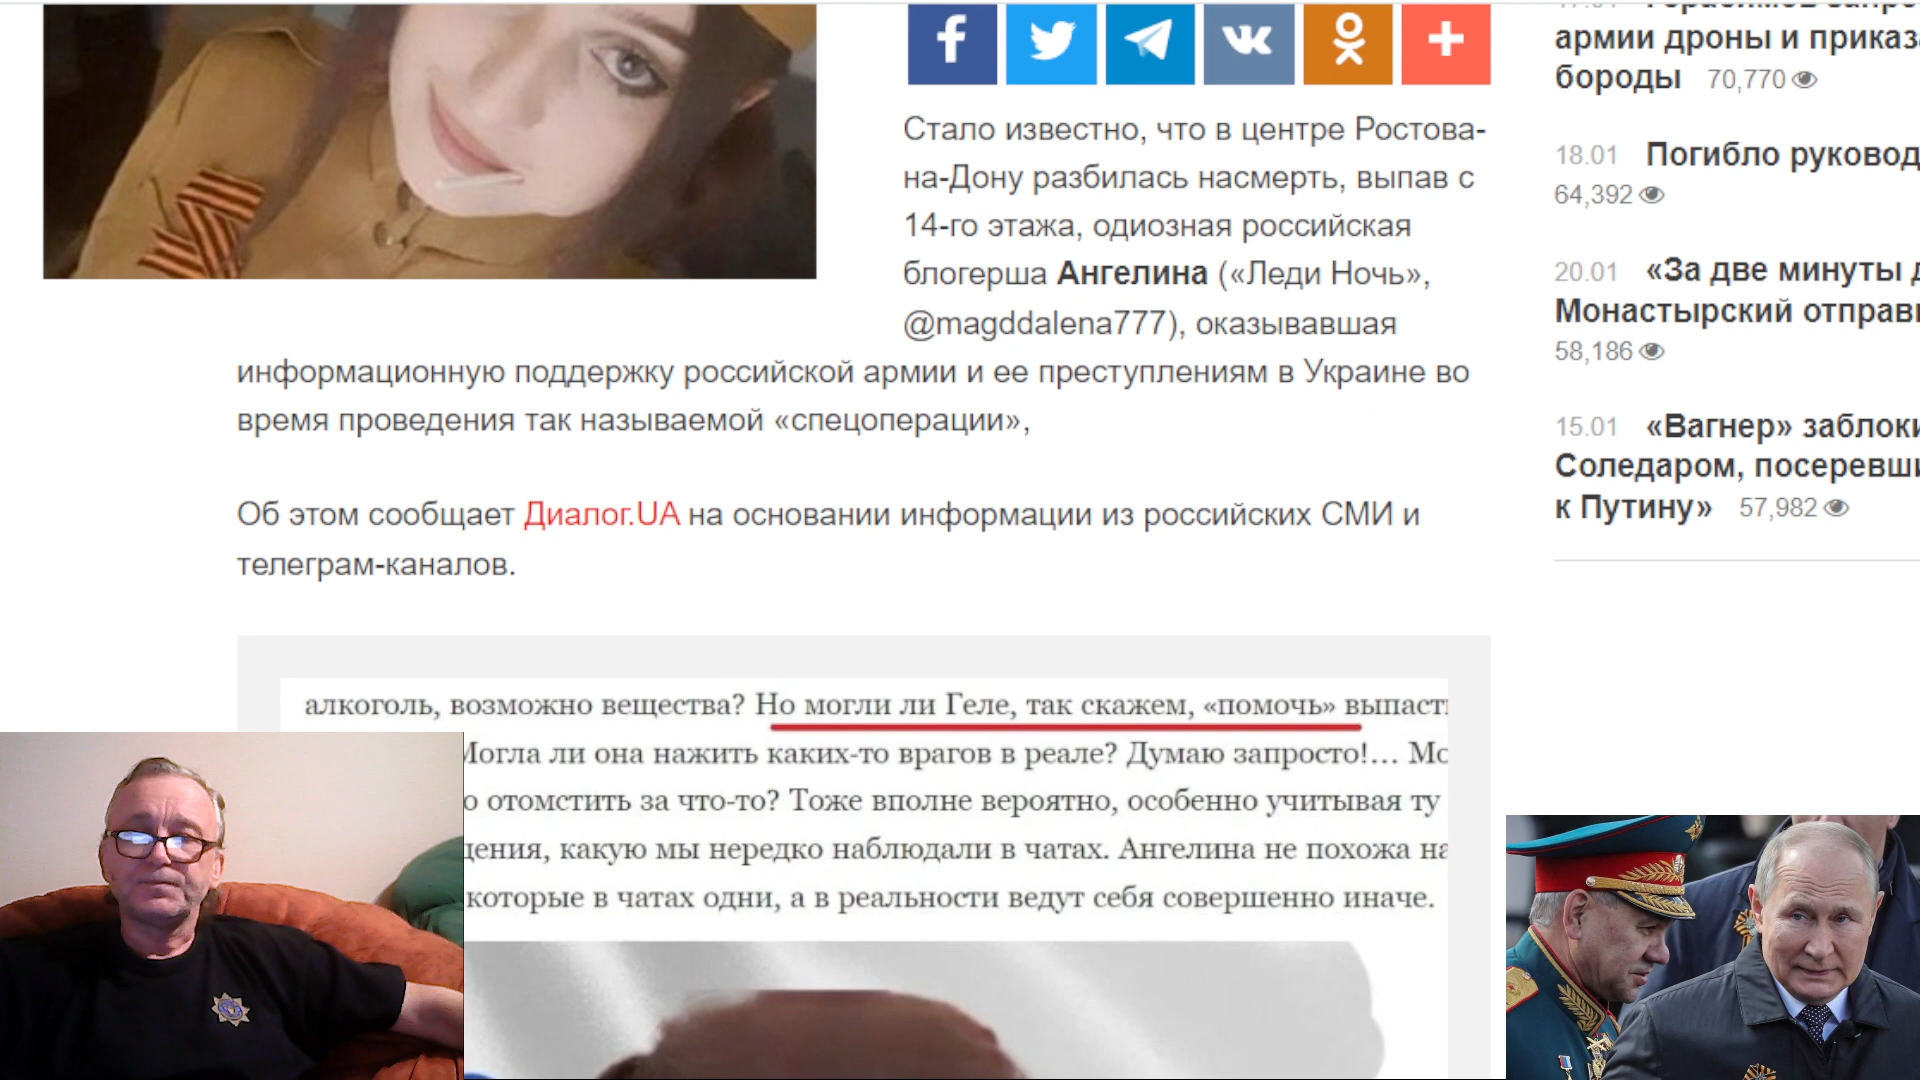 Стало известно, что в центре Ростова-
на-Дону разбилась насмерть, выпав с
14-го этажа, одиозная российская
блогерша Ангелина («Леди Ночь»,
@magddalena777), оказывавшая
информационную поддержку российской армии и ее преступлениям в Украине во
время проведения так называемой «спецоперации»,
Об этом сообщает Диалог.UA на основании информации из российских СМИ и
телеграм-каналов.
алкоголь, возможно вещества? Но могли ли Геле, так скажем, «помочь» выпаст
Могла ли она нажить каких-то врагов в реале? Думаю запросто!... Мо
о отомстить за что-то? Тоже вполне вероятно, особенно учитывая ту
дения, какую мы нередко наблюдали в чатах. Ангелина не похожа на
которые в чатах одни, а в реальности ведут себя совершенно иначе.
армии дроны и приказа
бороды 70,770
18.01 Погибло руковод
64,392
20.01 «За две минуты д
Монастырский отправи
58,186
15.01 «Вагнер» заблоки
Соледаром, посеревши
к Путину» 57,982